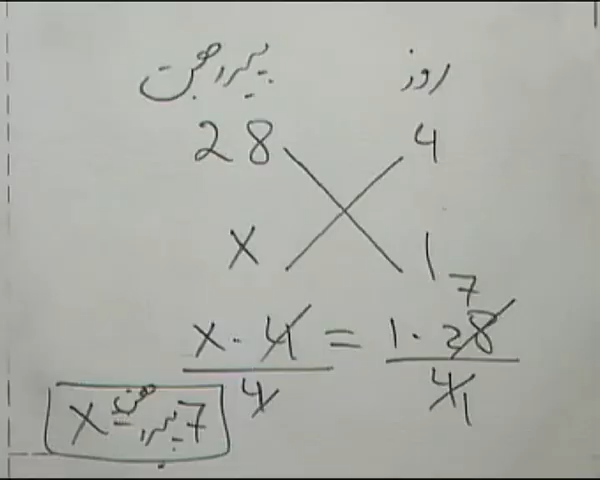 پیراهن روز
28 4
x 1
7
x · 4 = 1 · 28
4 4 1
x = 7 پیراهن